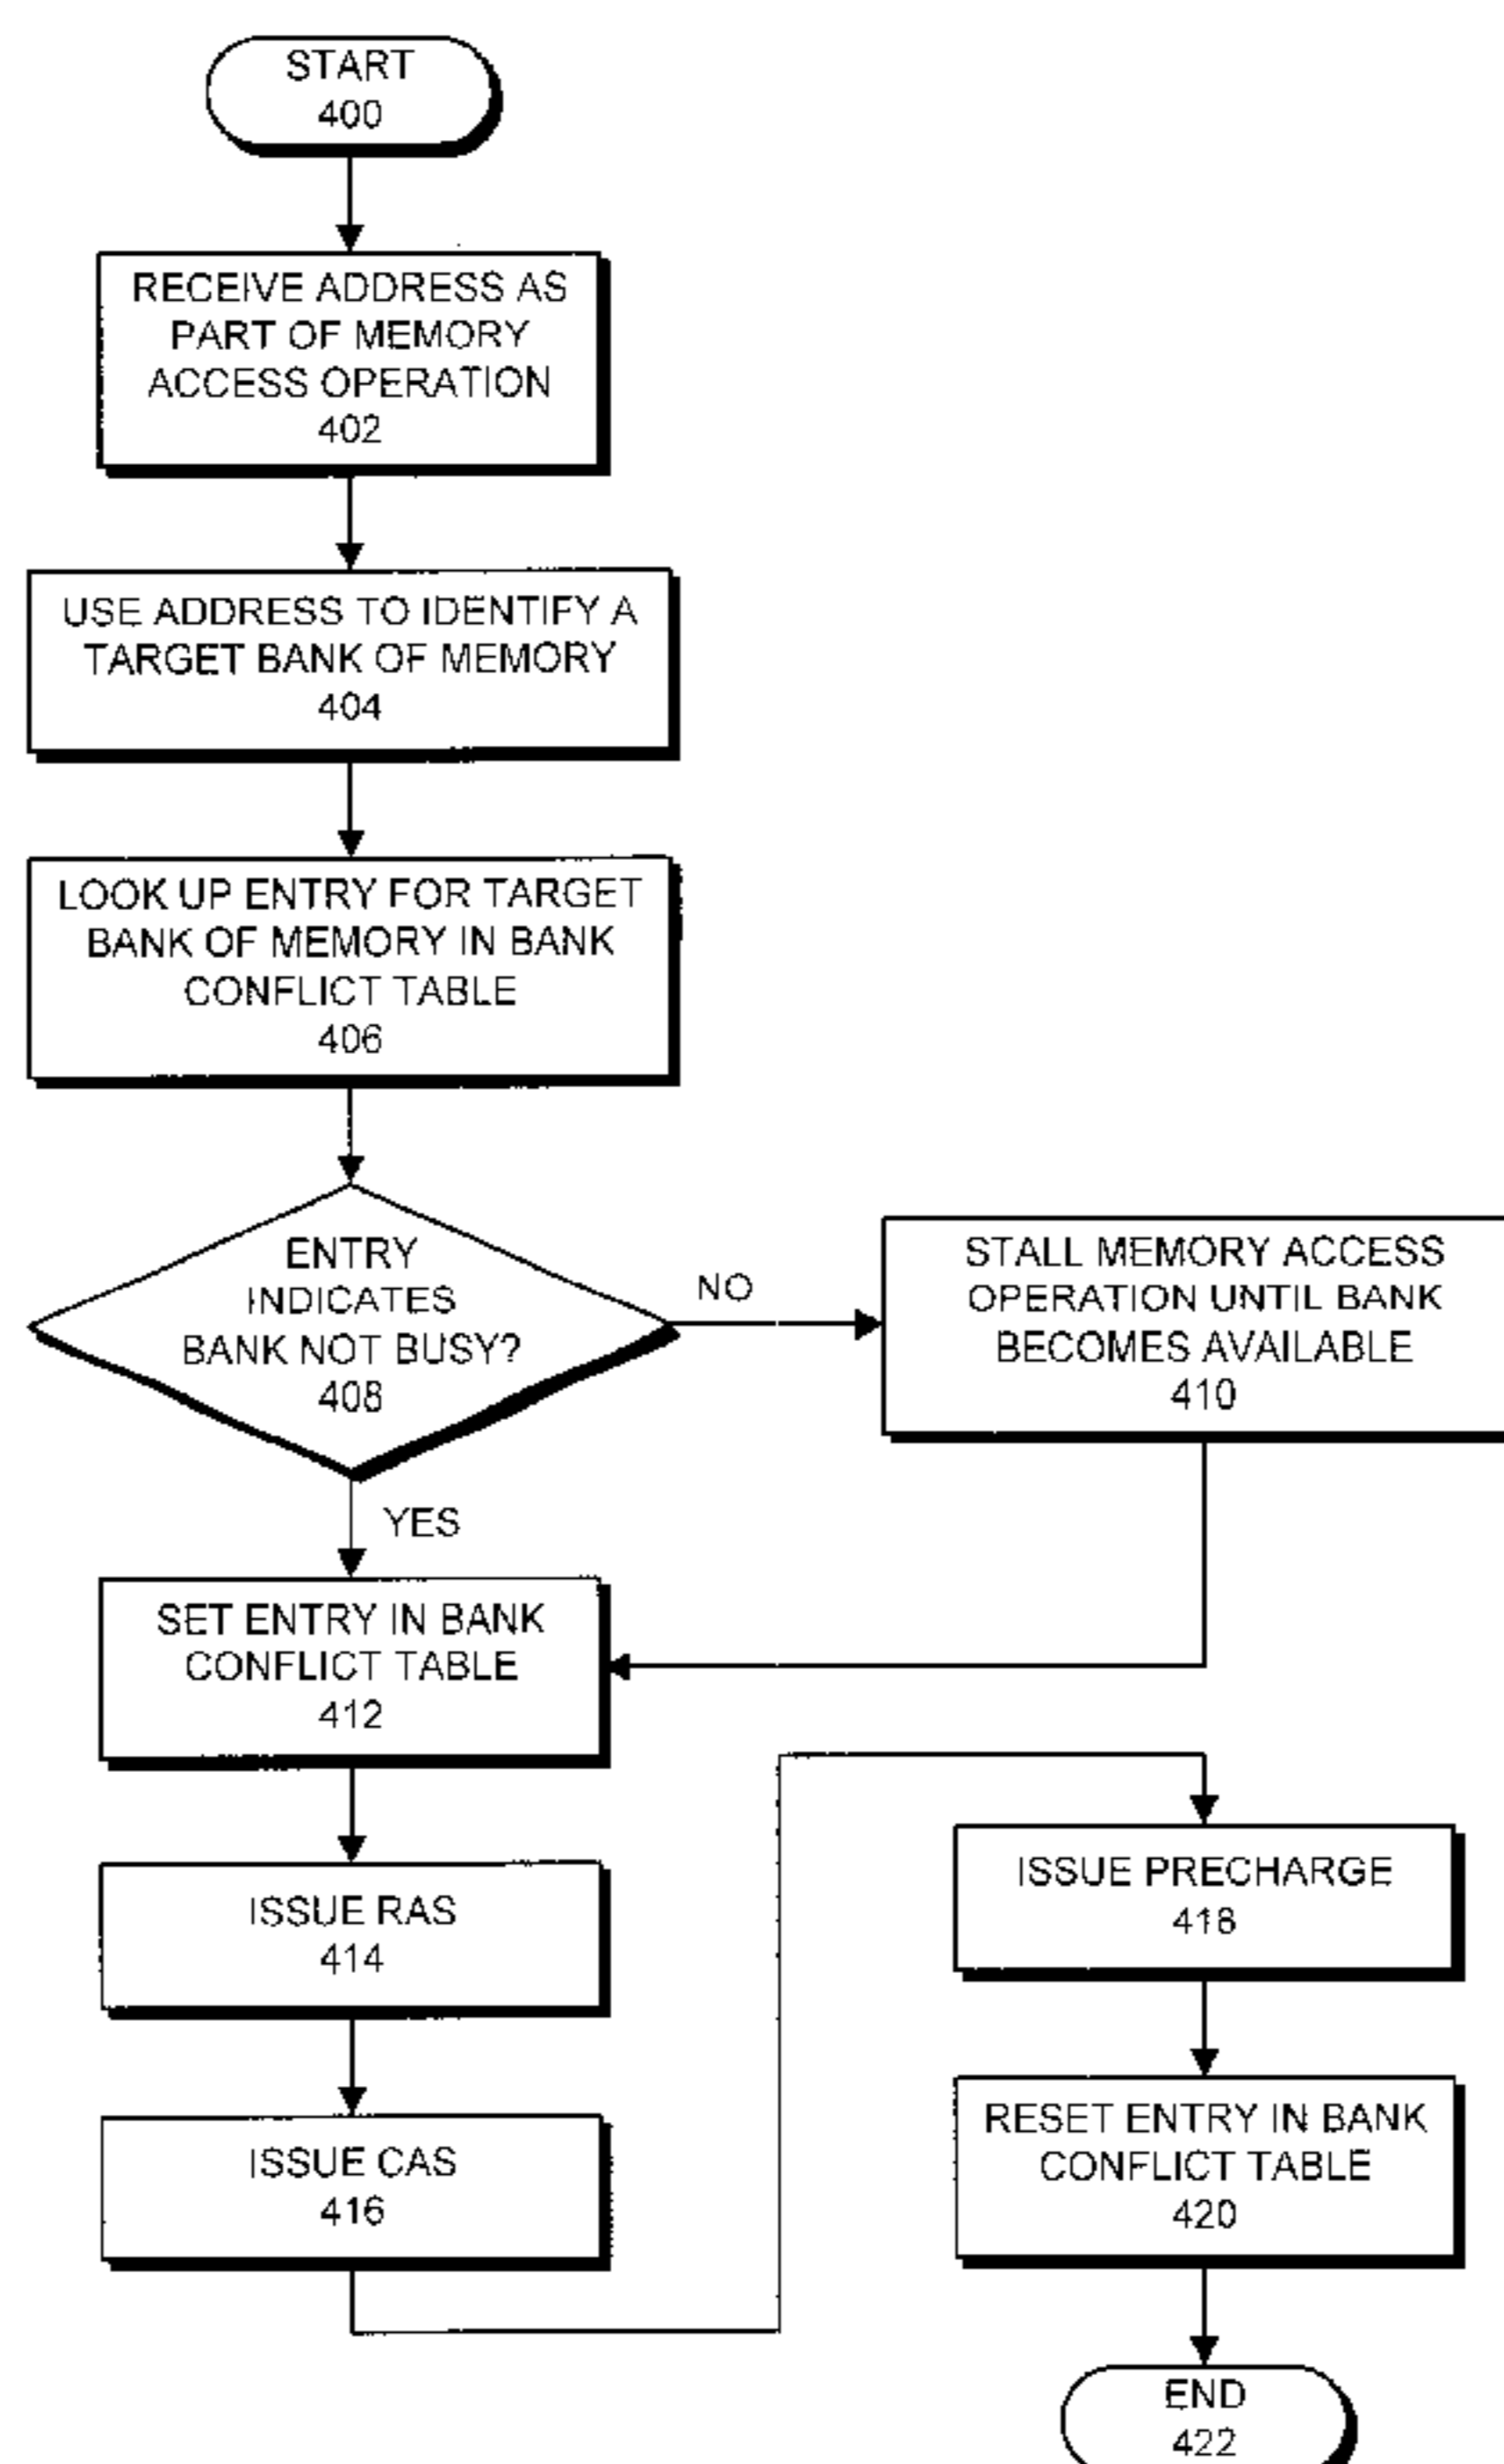 START
400
RECEIVE ADDRESS AS
PART OF MEMORY
ACCESS OPERATION
402
USE ADDRESS TO IDENTIFY A
TARGET BANK OF MEMORY
404
LOOK UP ENTRY FOR TARGET
BANK OF MEMORY IN BANK
CONFLICT TABLE
406
ENTRY
INDICATES
BANK NOT BUSY?
408
NO
STALL MEMORY ACCESS
OPERATION UNTIL BANK
BECOMES AVAILABLE
410
YES
SET ENTRY IN BANK
CONFLICT TABLE
412
ISSUE RAS
414
ISSUE CAS
416
ISSUE PRECHARGE
418
RESET ENTRY IN BANK
CONFLICT TABLE
420
END
422